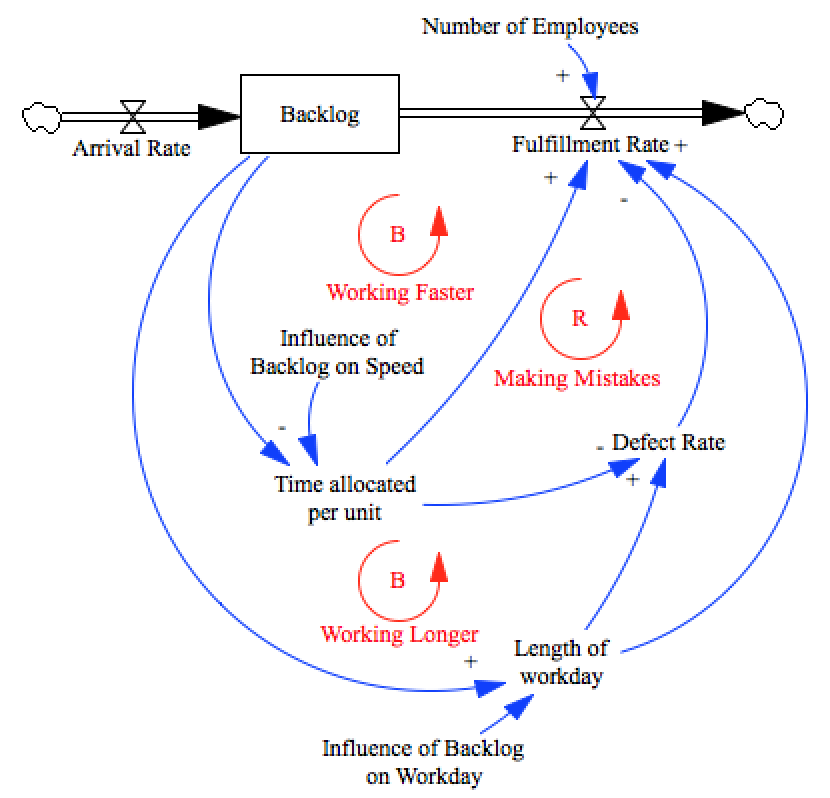 Number of Employees
+
Backlog
Arrival Rate
Fulfillment Rate +
+
-
B
Working Faster
R
Making Mistakes
Influence of
Backlog on Speed
-
- Defect Rate
+
Time allocated
per unit
B
Working Longer
+
Length of
workday
Influence of Backlog
on Workday